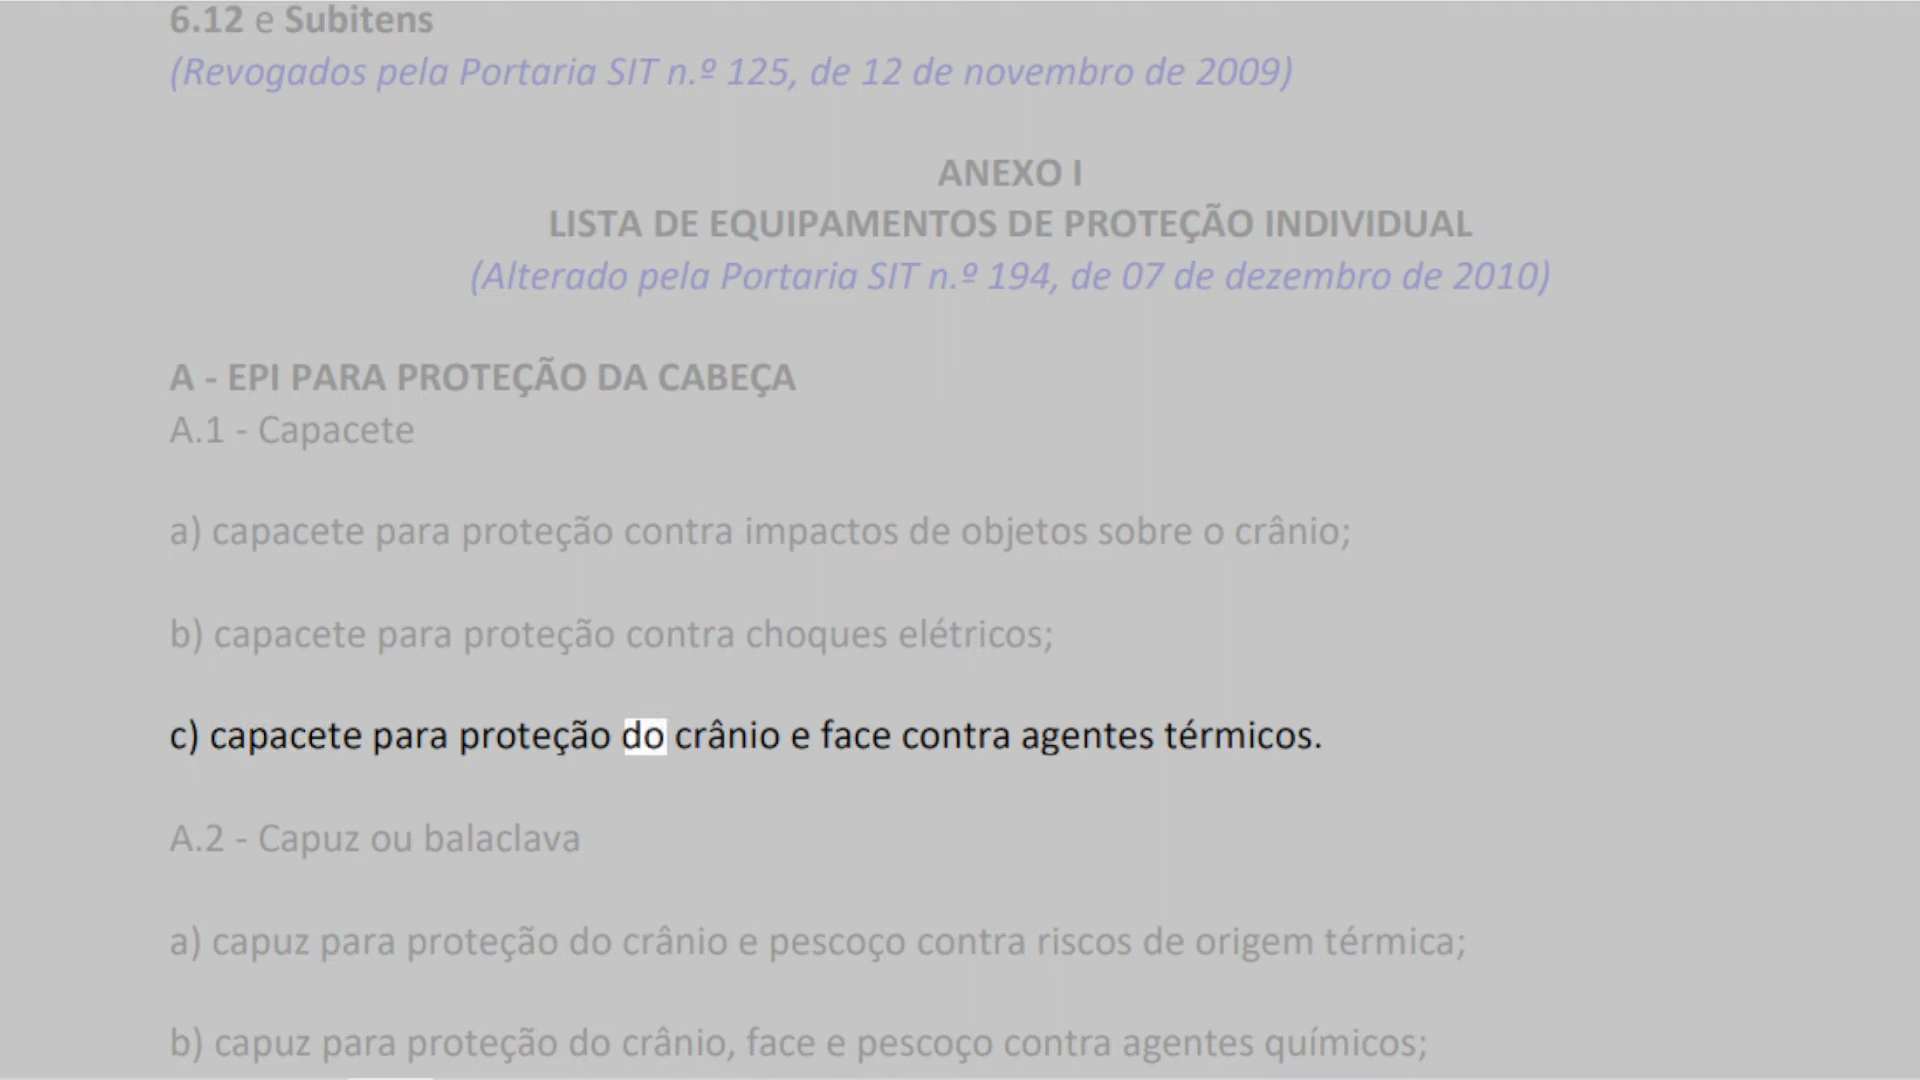 6.12 e Subitens
(Revogados pela Portaria SIT n.º 125, de 12 de novembro de 2009)
ANEXO I
LISTA DE EQUIPAMENTOS DE PROTEÇÃO INDIVIDUAL
(Alterado pela Portaria SIT n.º 194, de 07 de dezembro de 2010)
A - EPI PARA PROTEÇÃO DA CABEÇA
A.1 - Capacete
a) capacete para proteção contra impactos de objetos sobre o crânio;
b) capacete para proteção contra choques elétricos;
c) capacete para proteção do crânio e face contra agentes térmicos.
A.2 - Capuz ou balaclava
a) capuz para proteção do crânio e pescoço contra riscos de origem térmica;
b) capuz para proteção do crânio, face e pescoço contra agentes químicos;